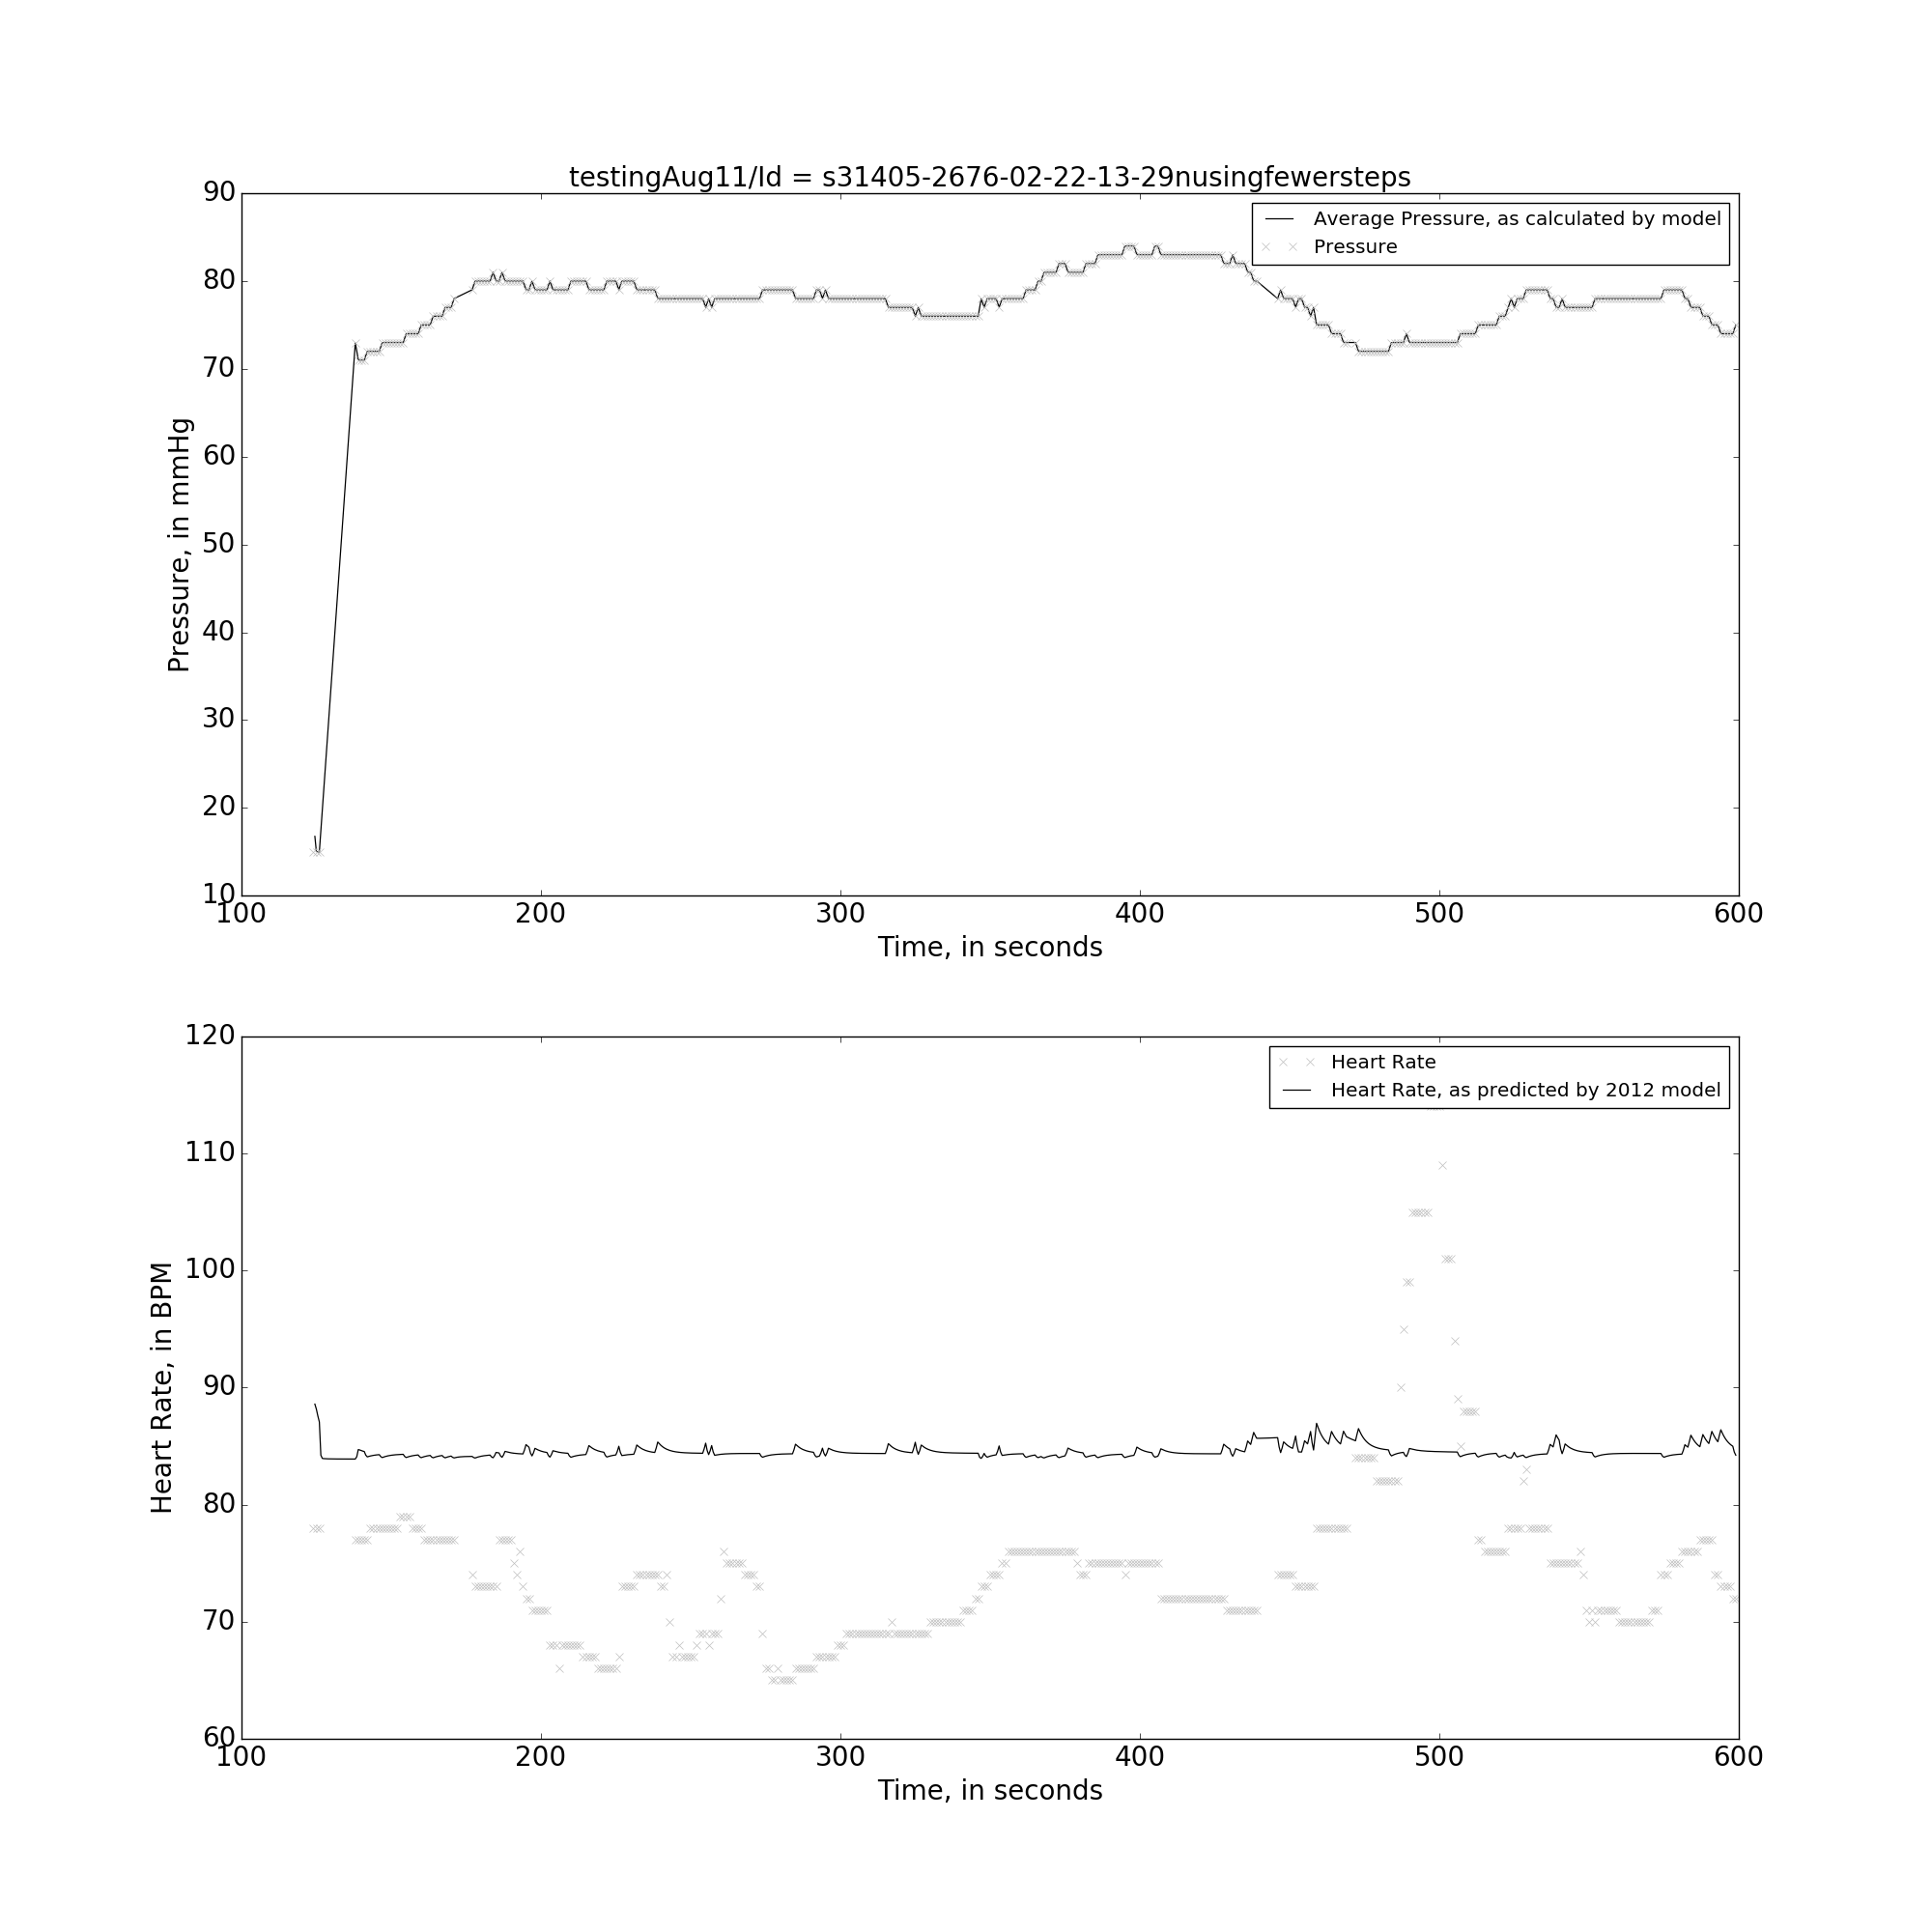 testingAug11/Id = s31405-2676-02-22-13-29nusingfewersteps
90
80
70
60
50
40
30
20
10
Pressure, in mmHg
Average Pressure, as calculated by model
Pressure
100 200 300 400 500 600
Time, in seconds
120
110
100
90
80
70
60
Heart Rate, in BPM
Heart Rate
Heart Rate, as predicted by 2012 model
100 200 300 400 500 600
Time, in seconds